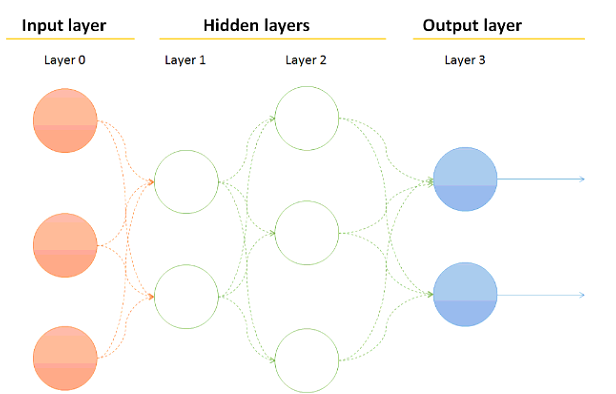 Input layer
Hidden layers
Output layer
Layer 0
Layer 1
Layer 2
Layer 3